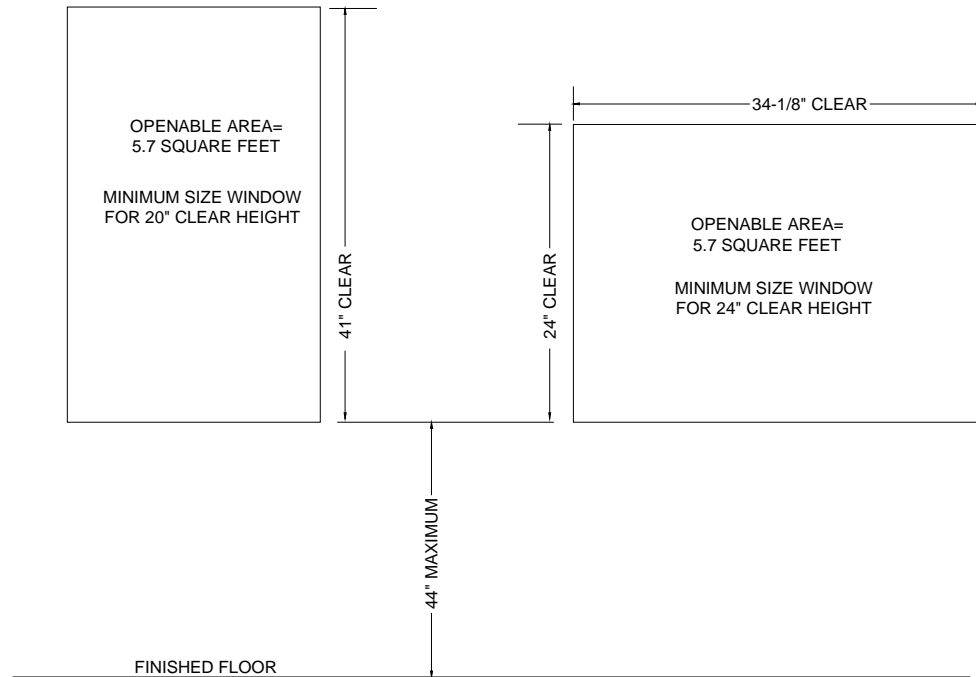 OPENABLE AREA=
5.7 SQUARE FEET
MINIMUM SIZE WINDOW
FOR 20" CLEAR HEIGHT
41" CLEAR
34-1/8" CLEAR
24" CLEAR
OPENABLE AREA=
5.7 SQUARE FEET
MINIMUM SIZE WINDOW
FOR 24" CLEAR HEIGHT
44" MAXIMUM
FINISHED FLOOR